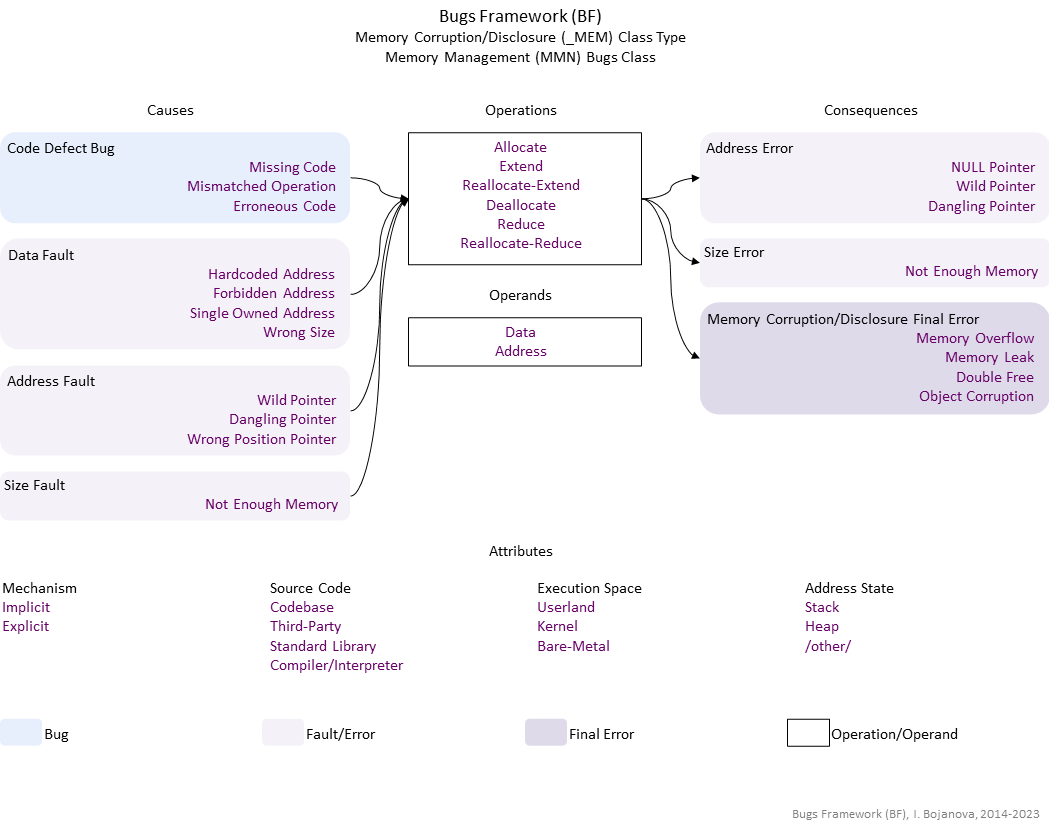 Bugs Framework (BF)
Memory Corruption/Disclosure (_MEM) Class Type
Memory Management (MMN) Bugs Class
Causes
Code Defect Bug
Missing Code
Mismatched Operation
Erroneous Code
Data Fault
Hardcoded Address
Forbidden Address
Single Owned Address
Wrong Size
Address Fault
Wild Pointer
Dangling Pointer
Wrong Position Pointer
Size Fault
Not Enough Memory
Operations
Allocate
Extend
Reallocate-Extend
Deallocate
Reduce
Reallocate-Reduce
Operands
Data
Address
Consequences
Address Error
NULL Pointer
Wild Pointer
Dangling Pointer
Size Error
Not Enough Memory
Memory Corruption/Disclosure Final Error
Memory Overflow
Memory Leak
Double Free
Object Corruption
Attributes
Mechanism
Implicit
Explicit
Source Code
Codebase
Third-Party
Standard Library
Compiler/Interpreter
Execution Space
Userland
Kernel
Bare-Metal
Address State
Stack
Heap
/other/
Bug
Fault/Error
Final Error
Operation/Operand
Bugs Framework (BF), I. Bojanova, 2014-2023